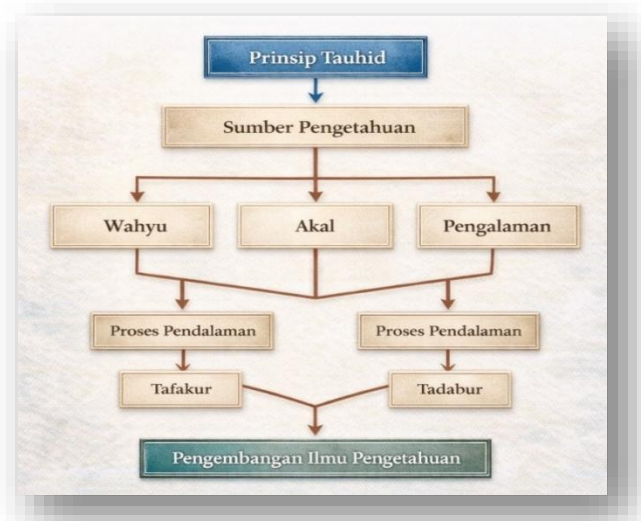 Prinsip Tauhid
Sumber Pengetahuan
Wahyu
Akal
Pengalaman
Proses Pendalaman
Proses Pendalaman
Tafakur
Tadabur
Pengembangan Ilmu Pengetahuan